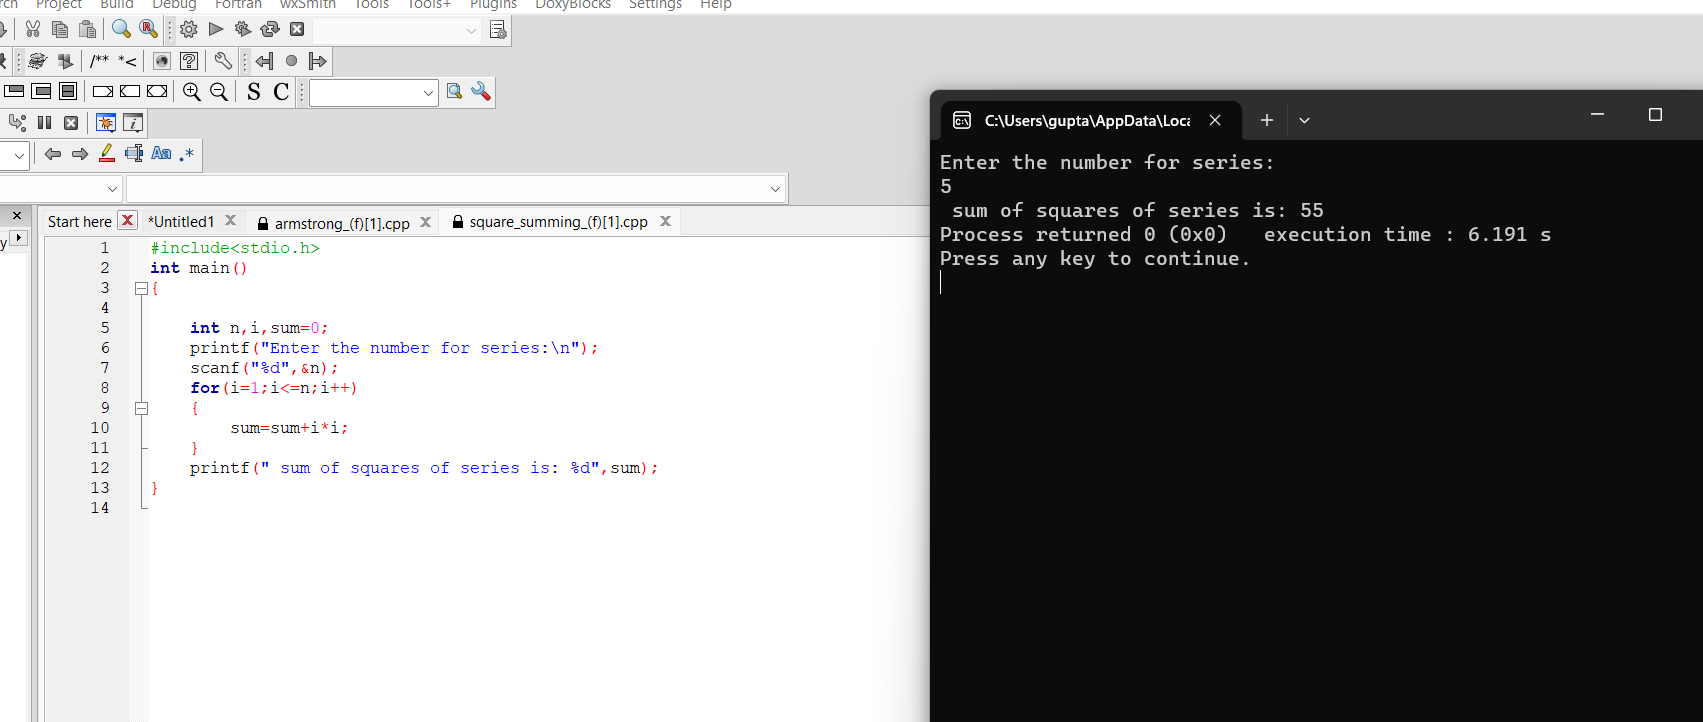 rch Project Build Debug Fortran wxSmith Tools Tools+ Plugins DoxyBlocks Settings Help
/** *<
S C
Aa .*
Start here *Untitled1 armstrong_(f)[1].cpp square_summing_(f)[1].cpp
y
1 #include<stdio.h>
2 int main()
3 {
4
5 int n,i,sum=0;
6 printf("Enter the number for series:\n");
7 scanf("%d",&n);
8 for(i=1;i<=n;i++)
9 {
10 sum=sum+i*i;
11 }
12 printf(" sum of squares of series is: %d",sum);
13 }
14
C:\Users\gupta\AppData\Loca
Enter the number for series:
5
sum of squares of series is: 55
Process returned 0 (0x0) execution time : 6.191 s
Press any key to continue.